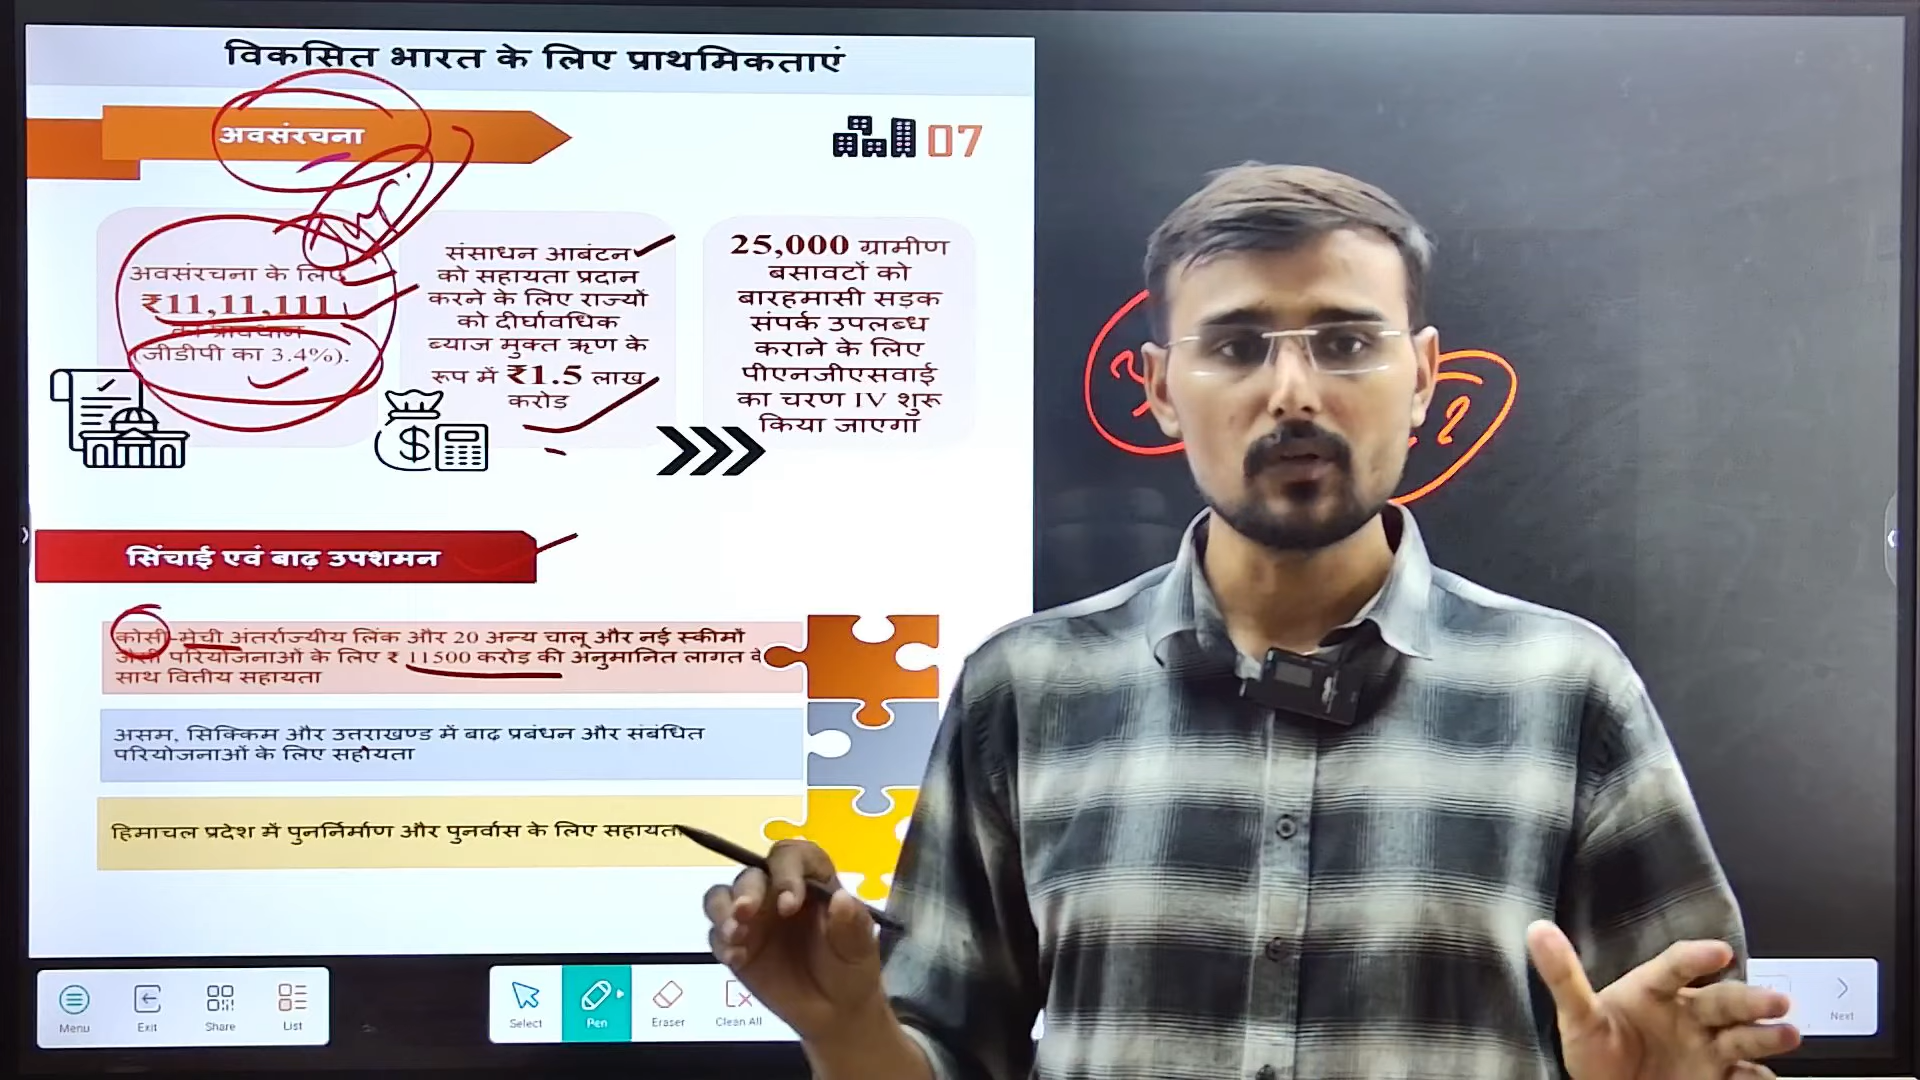 विकसित भारत के लिए प्राथमिकताएं
अवसंरचना
07
अवसंरचना के लिए
₹11,11,111
का प्रावधान
(जीडीपी का 3.4%).
संसाधन आबंटन
को सहायता प्रदान
करने के लिए राज्यों
को दीर्घावधिक
ब्याज मुक्त ऋण के
रूप में ₹1.5 लाख
करोड़
25,000 ग्रामीण
बसावटों को
बारहमासी सड़क
संपर्क उपलब्ध
कराने के लिए
पीएमजीएसवाई
का चरण IV शुरू
किया जाएगा
सिंचाई एवं बाढ़ उपशमन
कोसी-मेची अंतर्राज्यीय लिंक और 20 अन्य चालू और नई स्कीमों
जैसी परियोजनाओं के लिए ₹ 11500 करोड़ की अनुमानित लागत के
साथ वित्तीय सहायता
असम, सिक्किम और उत्तराखण्ड में बाढ़ प्रबंधन और संबंधित
परियोजनाओं के लिए सहायता
हिमाचल प्रदेश में पुनर्निर्माण और पुनर्वास के लिए सहायता
Menu
Exit
Share
List
Select
Pen
Eraser
Clean All
Next